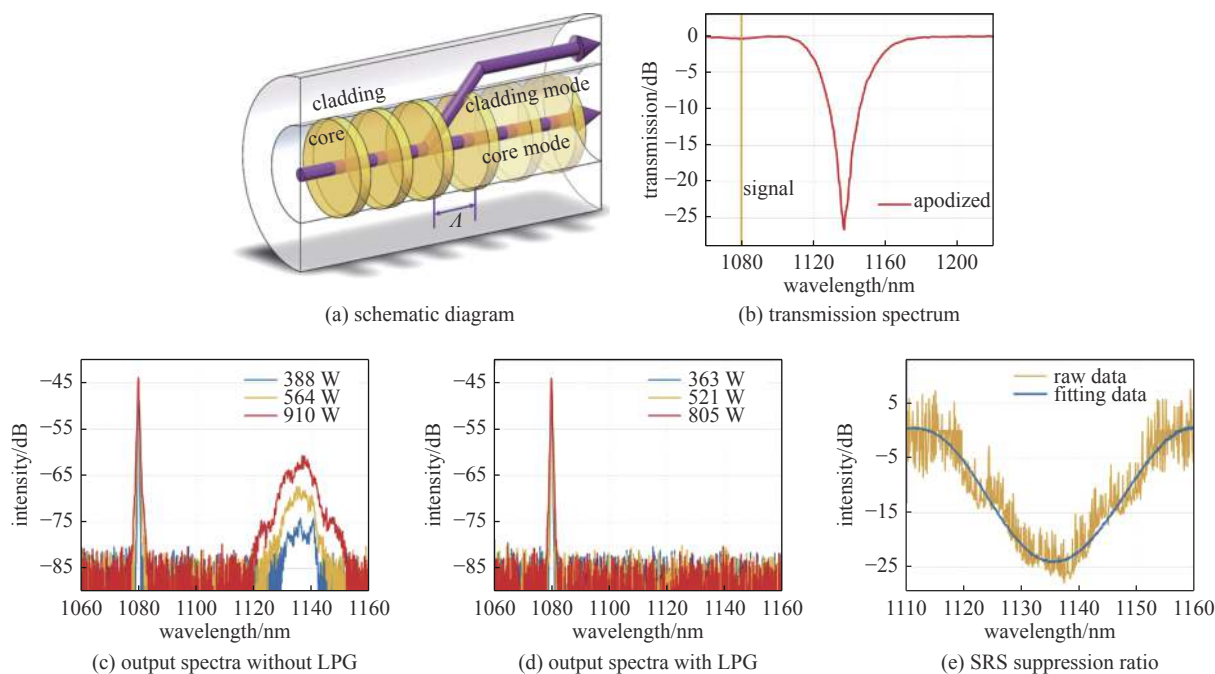 cladding
core
cladding mode
core mode
Λ
(a) schematic diagram
transmission/dB
0
−5
−10
−15
−20
−25
signal
apodized
1080 1120 1160 1200
wavelength/nm
(b) transmission spectrum
intensity/dB
−45
−55
−65
−75
−85
388 W
564 W
910 W
1060 1080 1100 1120 1140 1160
wavelength/nm
(c) output spectra without LPG
intensity/dB
−45
−55
−65
−75
−85
363 W
521 W
805 W
1060 1080 1100 1120 1140 1160
wavelength/nm
(d) output spectra with LPG
intensity/dB
5
−5
−15
−25
raw data
fitting data
1110 1120 1130 1140 1150 1160
wavelength/nm
(e) SRS suppression ratio